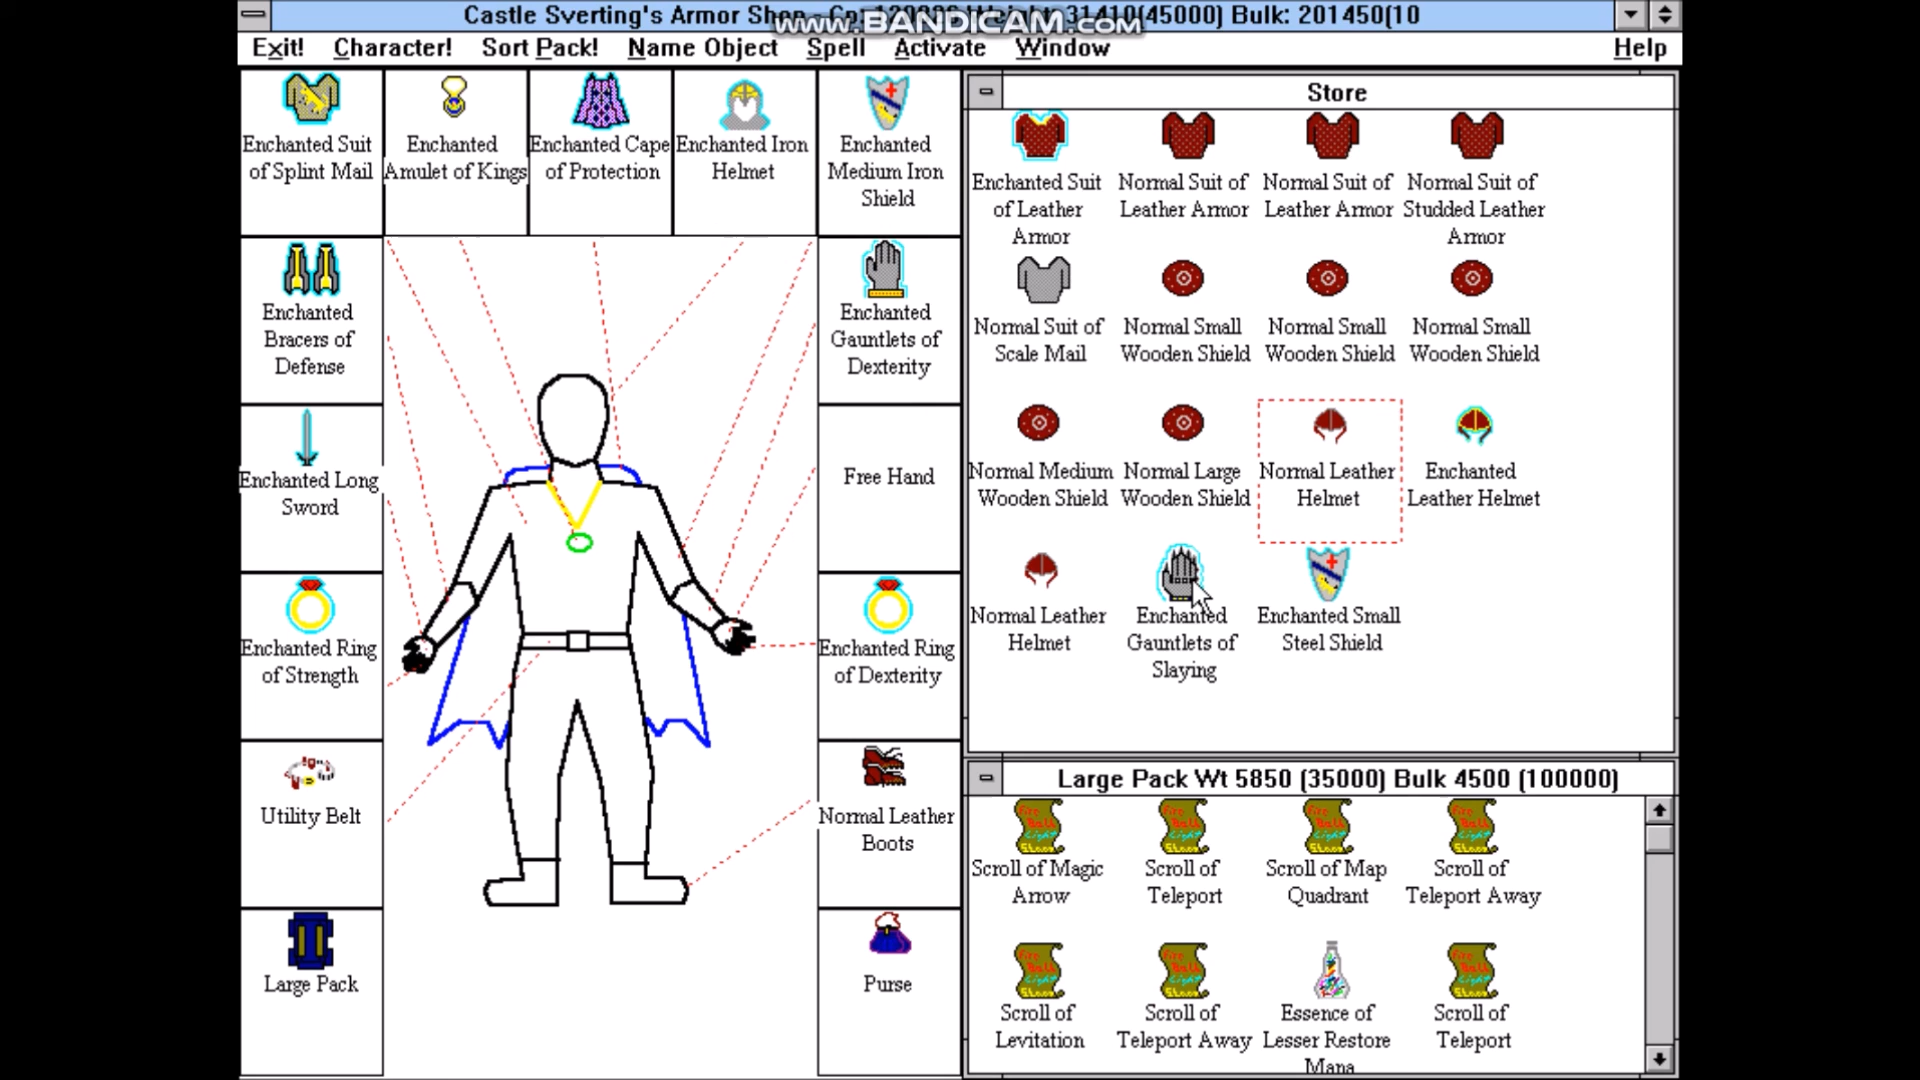 Castle Sverting's Armor Shop 31410(45000) Bulk: 201450(10
www.BANDICAM.com
Exit! Character! Sort Pack! Name Object Spell Activate Window Help
Enchanted Suit
of Splint Mail
Enchanted
Amulet of Kings
Enchanted Cape
of Protection
Enchanted Iron
Helmet
Enchanted
Medium Iron
Shield
Enchanted
Bracers of
Defense
Enchanted
Gauntlets of
Dexterity
Enchanted Long
Sword
Free Hand
Enchanted Ring
of Strength
Enchanted Ring
of Dexterity
Utility Belt
Normal Leather
Boots
Large Pack
Purse
Store
Enchanted Suit
of Leather
Armor
Normal Suit of
Leather Armor
Normal Suit of
Leather Armor
Normal Suit of
Studded Leather
Armor
Normal Suit of
Scale Mail
Normal Small
Wooden Shield
Normal Small
Wooden Shield
Normal Small
Wooden Shield
Normal Medium
Wooden Shield
Normal Large
Wooden Shield
Normal Leather
Helmet
Enchanted
Leather Helmet
Normal Leather
Helmet
Enchanted
Gauntlets of
Slaying
Enchanted Small
Steel Shield
Large Pack Wt 5850 (35000) Bulk 4500 (100000)
Scroll of Magic
Arrow
Scroll of
Teleport
Scroll of Map
Quadrant
Scroll of
Teleport Away
Scroll of
Levitation
Scroll of
Teleport Away
Essence of
Lesser Restore
Mana
Scroll of
Teleport